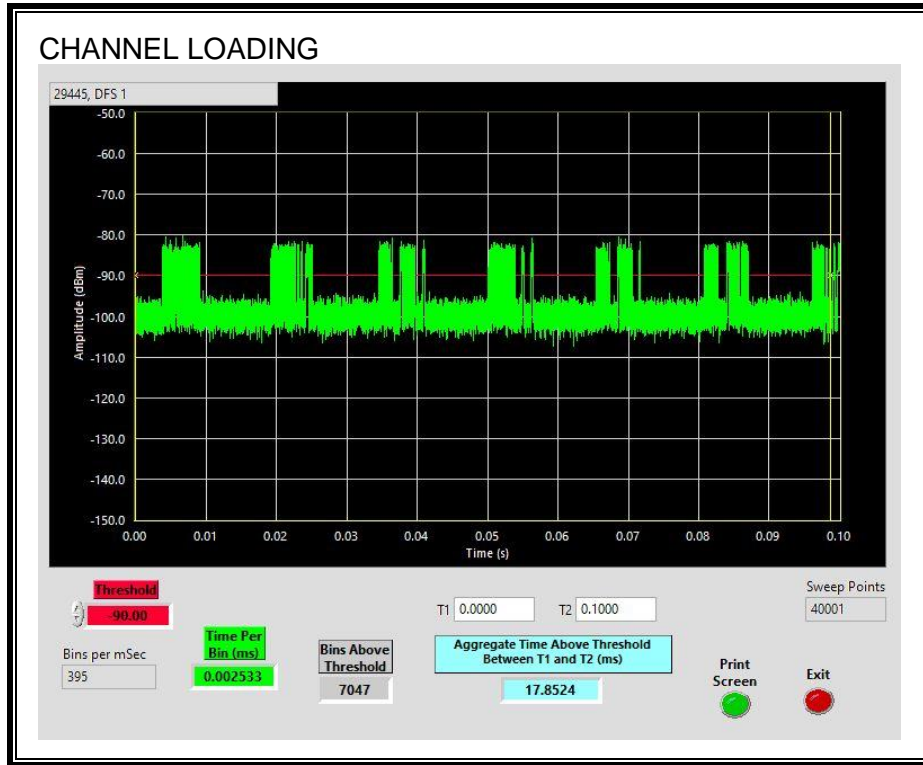 CHANNEL LOADING
29445, DFS 1
Amplitude (dBm)
-50.0
-60.0
-70.0
-80.0
-90.0
-100.0
-110.0
-120.0
-130.0
-140.0
-150.0
0.00 0.01 0.02 0.03 0.04 0.05 0.06 0.07 0.08 0.09 0.10
Time (s)
Threshold
-90.00
Bins per mSec
395
Time Per
Bin (ms)
0.002533
Bins Above
Threshold
7047
T1 0.0000 T2 0.1000
Aggregate Time Above Threshold
Between T1 and T2 (ms)
17.8524
Sweep Points
40001
Print
Screen
Exit